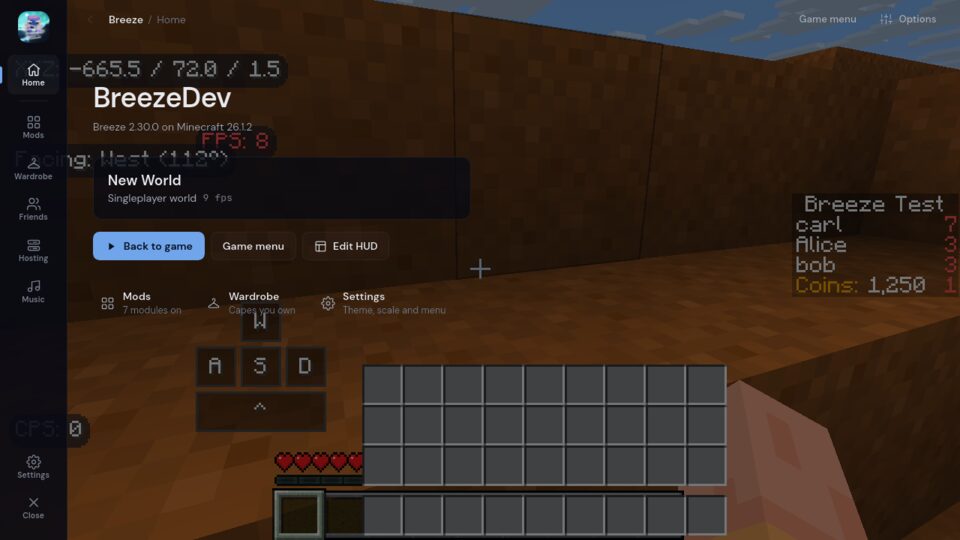 Breeze / Home
Game menu
Options
Home
-665.5 / 72.0 / 1.5
BreezeDev
Breeze 2.30.0 on Minecraft 26.1.2
FPS: 8
Mods
Facing: West (112°)
Wardrobe
New World
Singleplayer world 9 fps
Friends
Breeze Test
carl 7
Alice 3
bob 3
Coins: 1,250 1
Hosting
Back to game
Game menu
Edit HUD
Music
Mods
7 modules on
Wardrobe
Capes you own
Settings
Theme, scale and menu
W
A S D
^
CPS: 0
Settings
Close